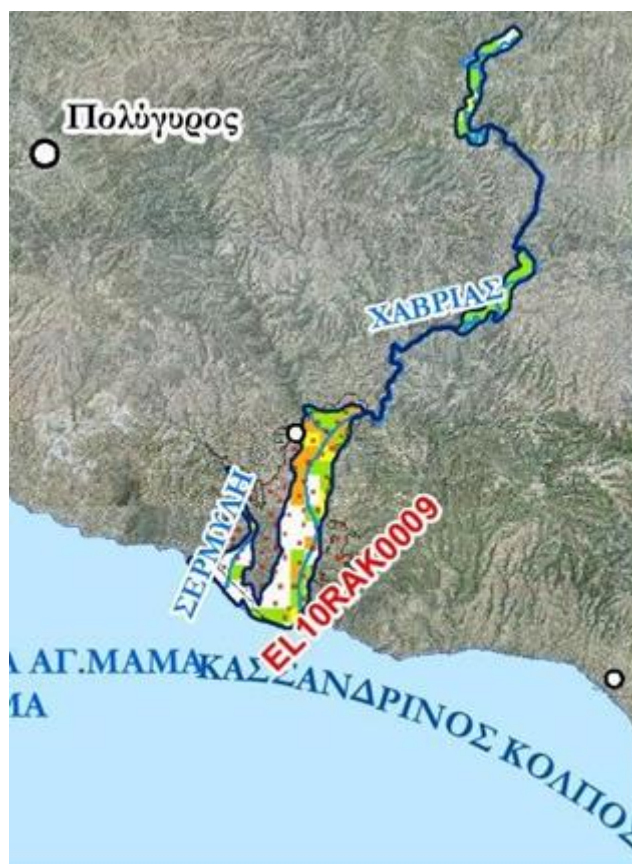 Πολύγυρος
ΧΑΒΡΙΑΣ
ΣΕΡΜΥΛΗ
EL10RAK0009
Α ΑΓ.ΜΑΜΑ
ΜΑ
ΚΑΣΣΑΝΔΡΙΝΟΣ ΚΟΛΠΟΣ